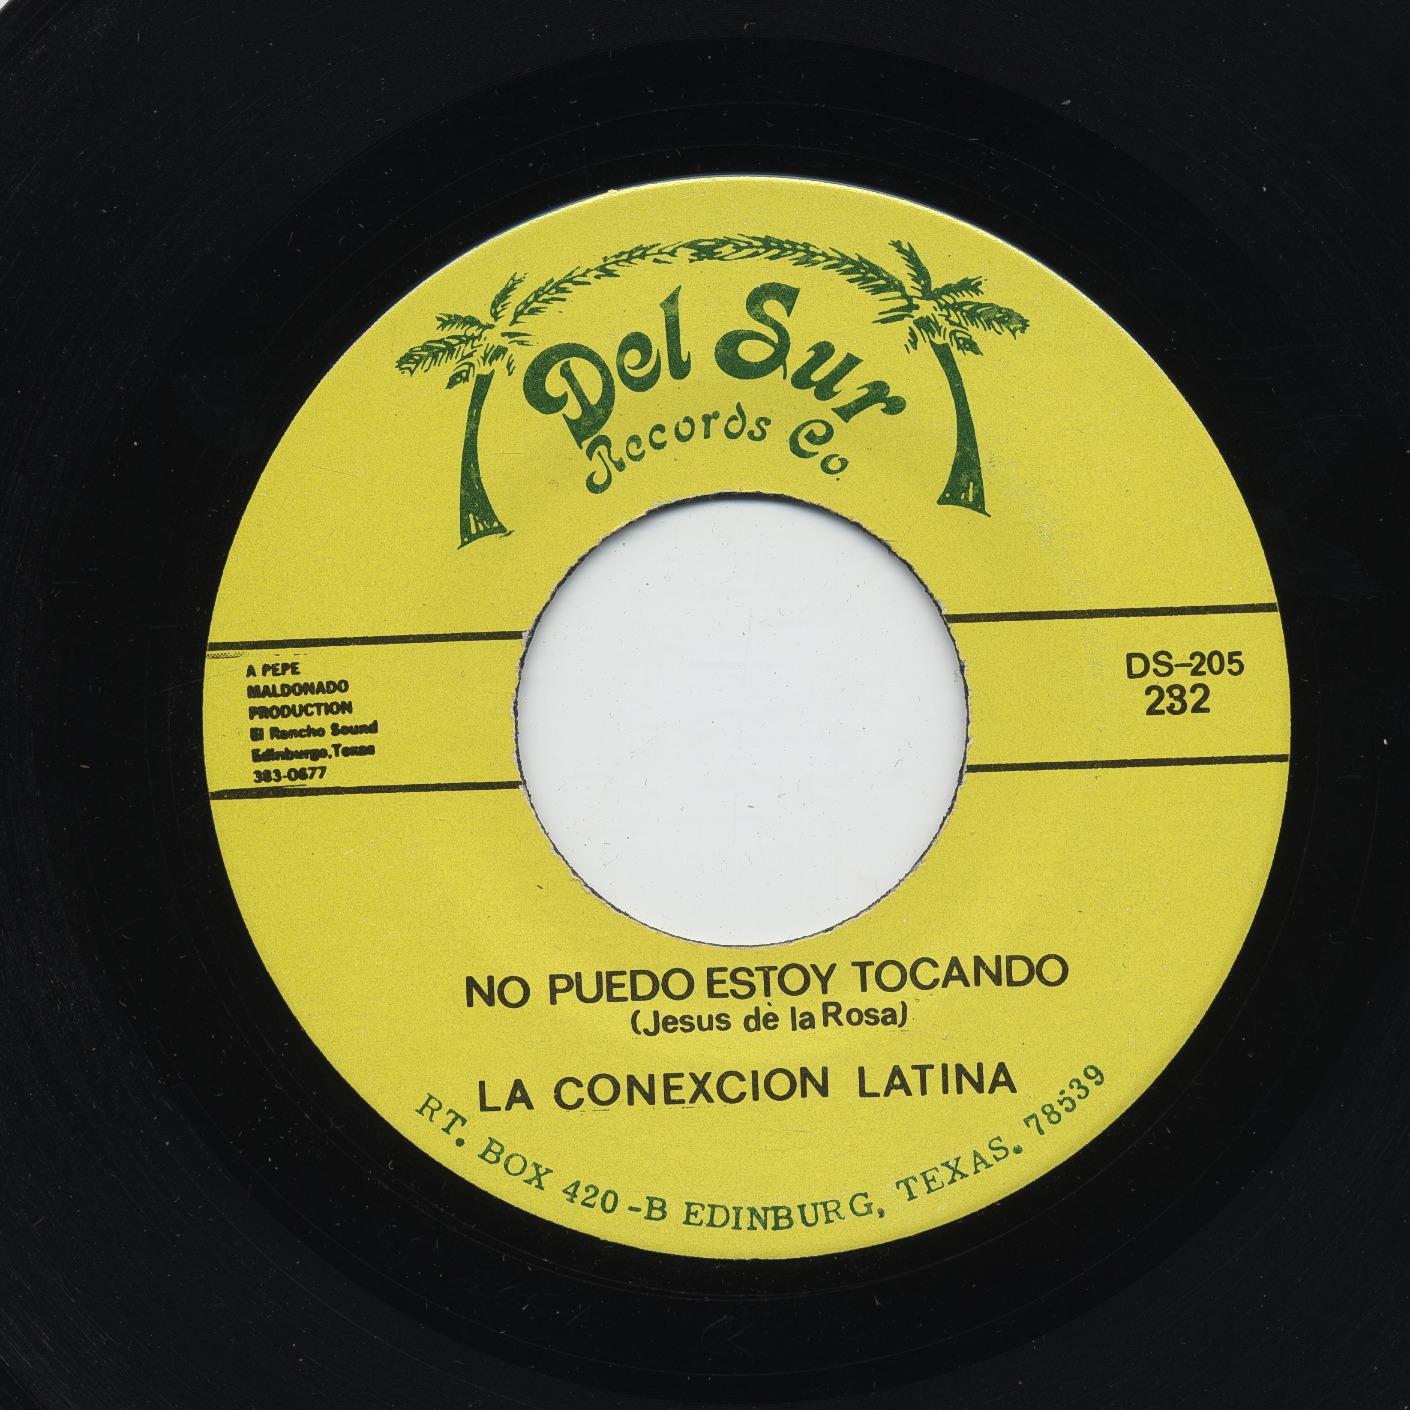 Del Sur
Records Co.
A PEPE
MALDONADO
PRODUCTION
El Rancho Sound
Edinburgo, Texas
383-0677
DS-205
232
NO PUEDO ESTOY TOCANDO
(Jesus dè la Rosa)
LA CONEXCION LATINA
RT. BOX 420-B EDINBURG, TEXAS. 78539